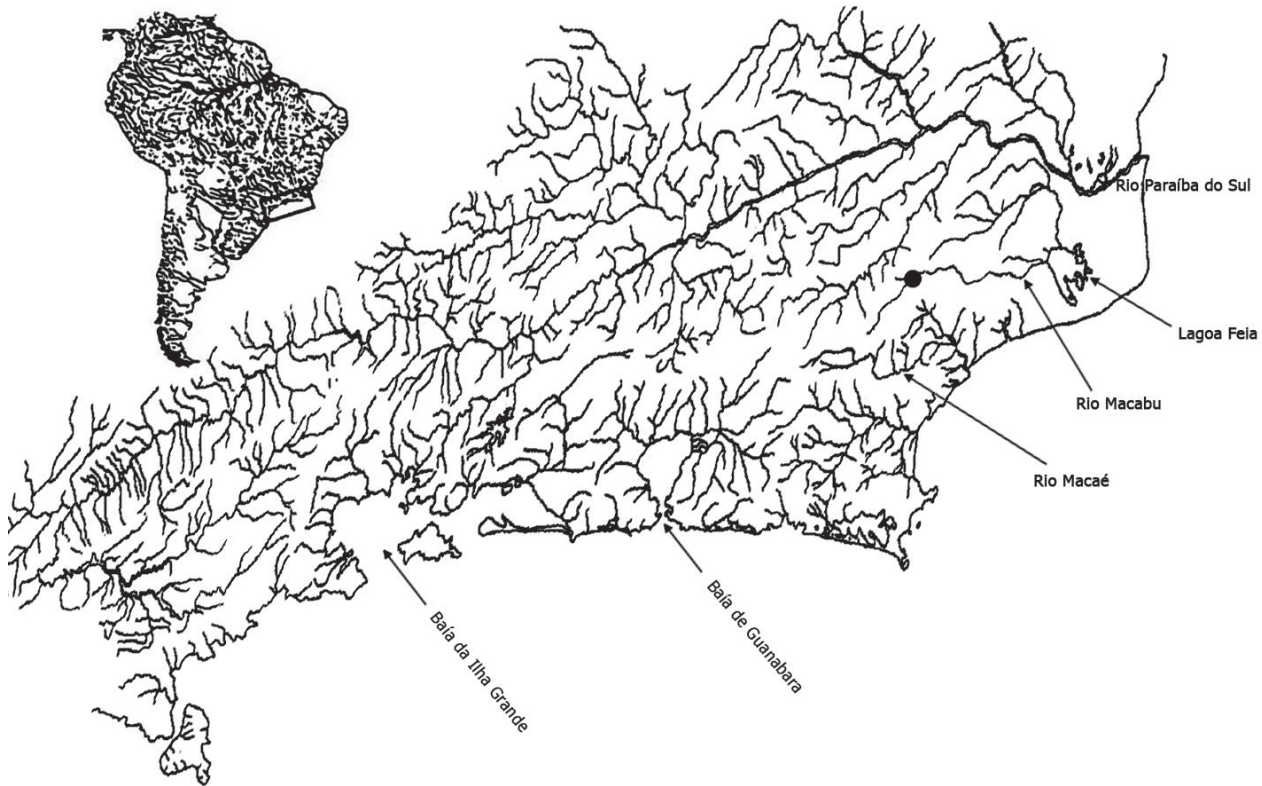 Rio Paraíba do Sul
Lagoa Feia
Rio Macabu
Rio Macaé
Baía de Guanabara
Baía da Ilha Grande